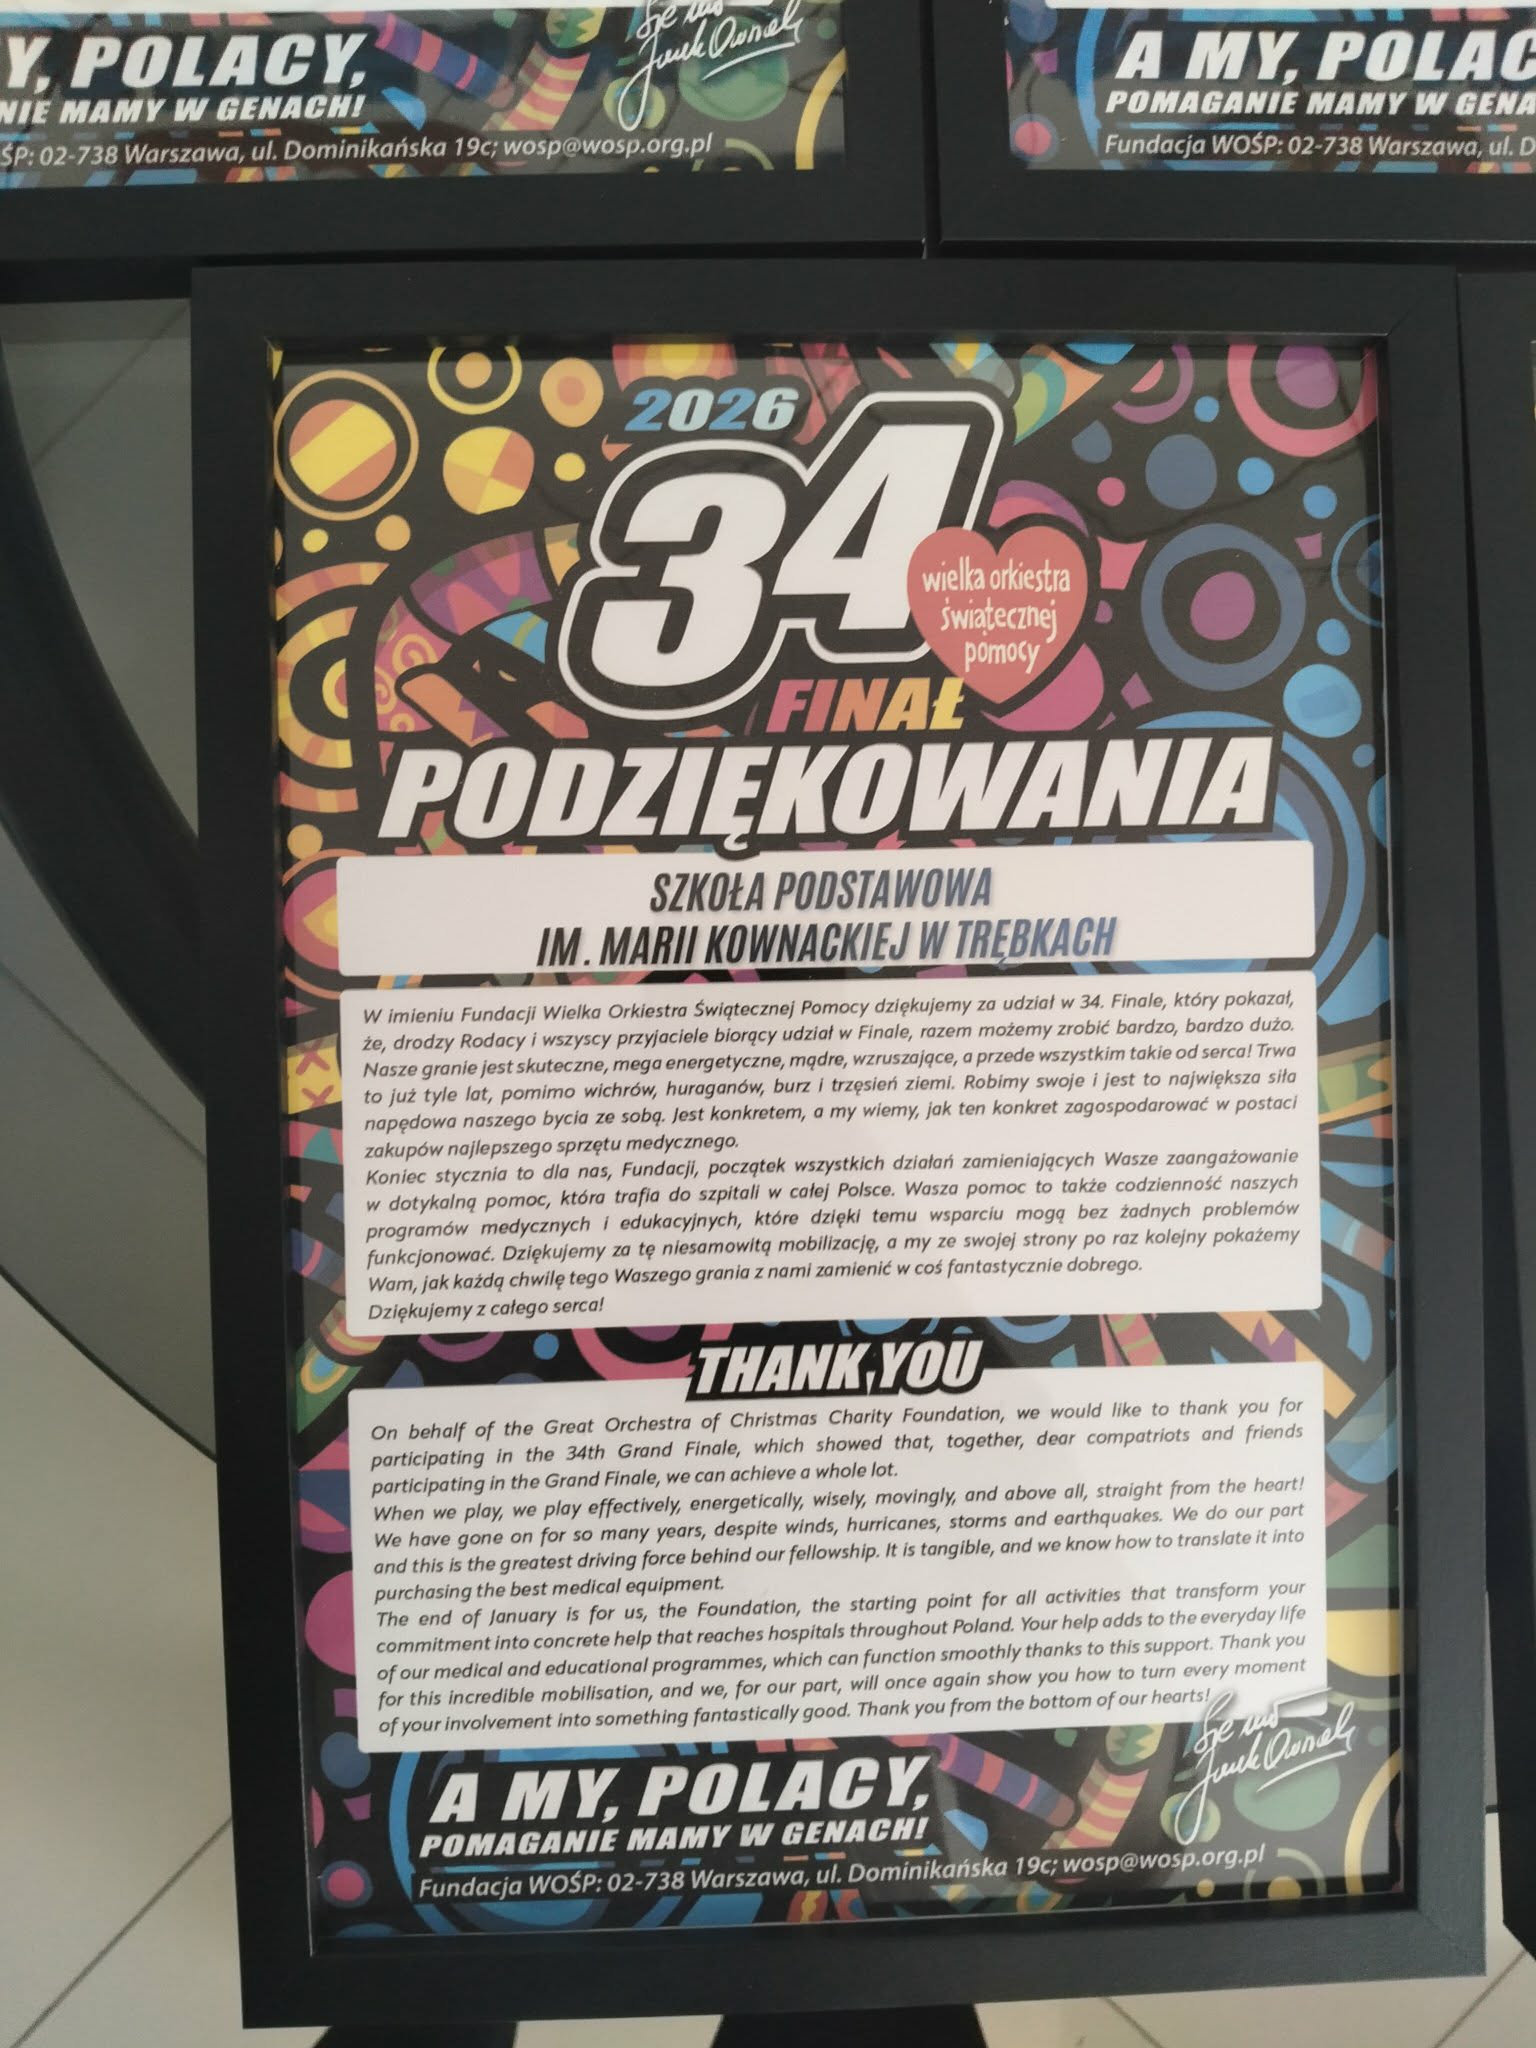 Y, POLACY,
NIE MAMY W GENACH!
ŚP: 02-738 Warszawa, ul. Dominikańska 19c; wosp@wosp.org.pl
A MY, POLAC
POMAGANIE MAMY W GENA
Fundacja WOŚP: 02-738 Warszawa, ul. D
2026
34
wielka orkiestra
świątecznej
pomocy
FINAŁ
PODZIĘKOWANIA
SZKOŁA PODSTAWOWA
IM. MARII KOWNACKIEJ W TRĘBKACH
W imieniu Fundacji Wielka Orkiestra Świątecznej Pomocy dziękujemy za udział w 34. Finale, który pokazał,
że, drodzy Rodacy i wszyscy przyjaciele biorący udział w Finale, razem możemy zrobić bardzo, bardzo dużo.
Nasze granie jest skuteczne, mega energetyczne, mądre, wzruszające, a przede wszystkim takie od serca! Trwa
to już tyle lat, pomimo wichrów, huraganów, burz i trzęsień ziemi. Robimy swoje i jest to największa siła
napędowa naszego bycia ze sobą. Jest konkretem, a my wiemy, jak ten konkret zagospodarować w postaci
zakupów najlepszego sprzętu medycznego.
Koniec stycznia to dla nas, Fundacji, początek wszystkich działań zamieniających Wasze zaangażowanie
w dotykalną pomoc, która trafia do szpitali w całej Polsce. Wasza pomoc to także codzienność naszych
programów medycznych i edukacyjnych, które dzięki temu wsparciu mogą bez żadnych problemów
funkcjonować. Dziękujemy za tę niesamowitą mobilizację, a my ze swojej strony po raz kolejny pokażemy
Wam, jak każdą chwilę tego Waszego grania z nami zamienić w coś fantastycznie dobrego.
Dziękujemy z całego serca!
THANK YOU
On behalf of the Great Orchestra of Christmas Charity Foundation, we would like to thank you for
participating in the 34th Grand Finale, which showed that, together, dear compatriots and friends
participating in the Grand Finale, we can achieve a whole lot.
When we play, we play effectively, energetically, wisely, movingly, and above all, straight from the heart!
We have gone on for so many years, despite winds, hurricanes, storms and earthquakes. We do our part
and this is the greatest driving force behind our fellowship. It is tangible, and we know how to translate it into
purchasing the best medical equipment.
The end of January is for us, the Foundation, the starting point for all activities that transform your
commitment into concrete help that reaches hospitals throughout Poland. Your help adds to the everyday life
of our medical and educational programmes, which can function smoothly thanks to this support. Thank you
for this incredible mobilisation, and we, for our part, will once again show you how to turn every moment
of your involvement into something fantastically good. Thank you from the bottom of our hearts!
A MY, POLACY,
POMAGANIE MAMY W GENACH!
Fundacja WOŚP: 02-738 Warszawa, ul. Dominikańska 19c; wosp@wosp.org.pl